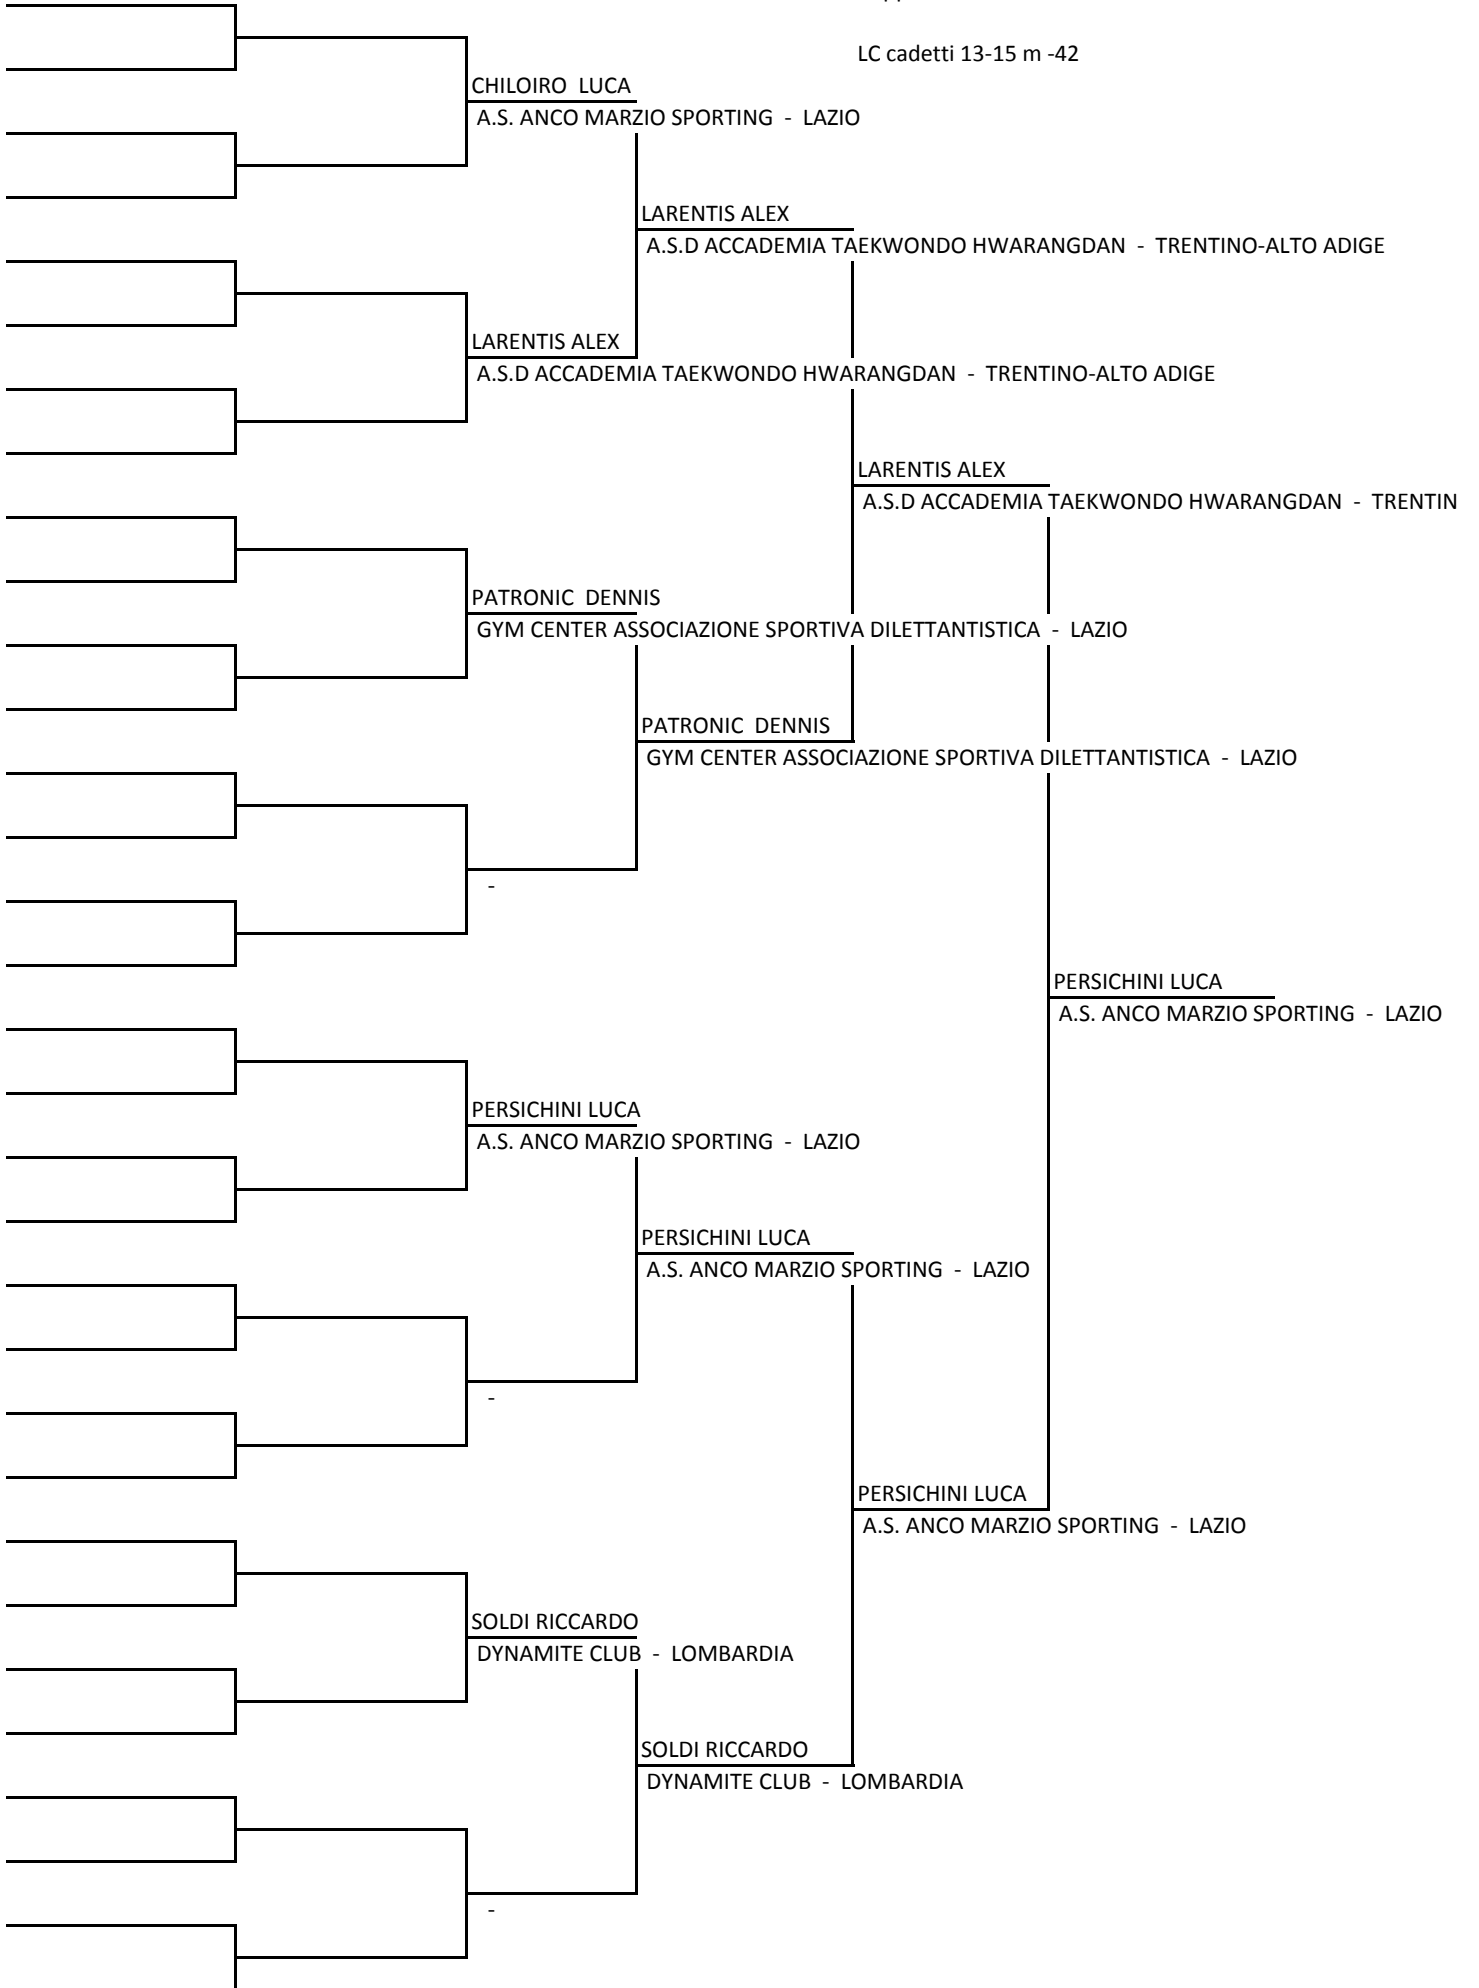 LC cadetti 13-15 m -42
CHILOIRO  LUCA
A.S. ANCO MARZIO SPORTING  -  LAZIO
LARENTIS ALEX
A.S.D ACCADEMIA TAEKWONDO HWARANGDAN  -  TRENTINO-ALTO ADIGE
LARENTIS ALEX
A.S.D ACCADEMIA TAEKWONDO HWARANGDAN  -  TRENTINO-ALTO ADIGE
LARENTIS ALEX
A.S.D ACCADEMIA TAEKWONDO HWARANGDAN  -  TRENTIN
PATRONIC  DENNIS
GYM CENTER ASSOCIAZIONE SPORTIVA DILETTANTISTICA  -  LAZIO
PATRONIC  DENNIS
GYM CENTER ASSOCIAZIONE SPORTIVA DILETTANTISTICA  -  LAZIO
-
PERSICHINI LUCA
A.S. ANCO MARZIO SPORTING  -  LAZIO
PERSICHINI LUCA
A.S. ANCO MARZIO SPORTING  -  LAZIO
PERSICHINI LUCA
A.S. ANCO MARZIO SPORTING  -  LAZIO
-
PERSICHINI LUCA
A.S. ANCO MARZIO SPORTING  -  LAZIO
SOLDI RICCARDO
DYNAMITE CLUB  -  LOMBARDIA
SOLDI RICCARDO
DYNAMITE CLUB  -  LOMBARDIA
-